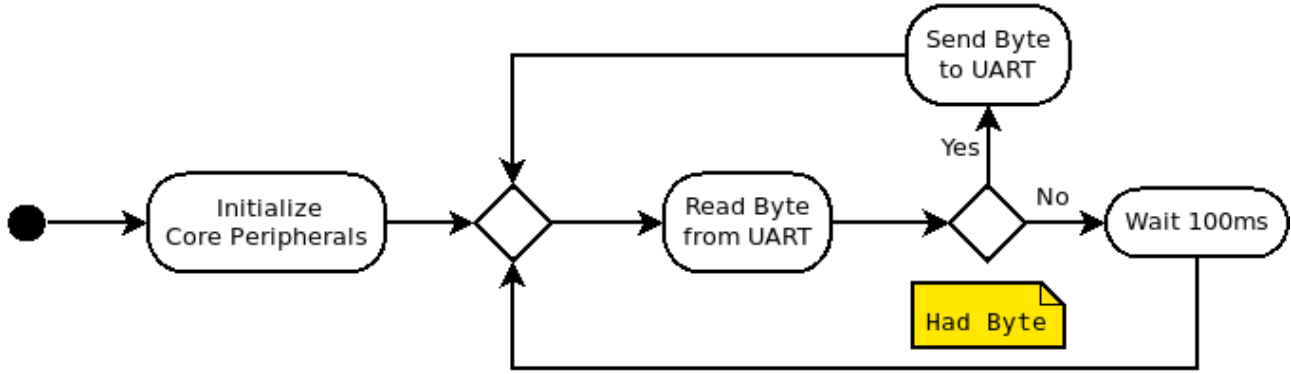 Send Byte
to UART
Yes
Initialize
Core Peripherals
Read Byte
from UART
No
Wait 100ms
Had Byte